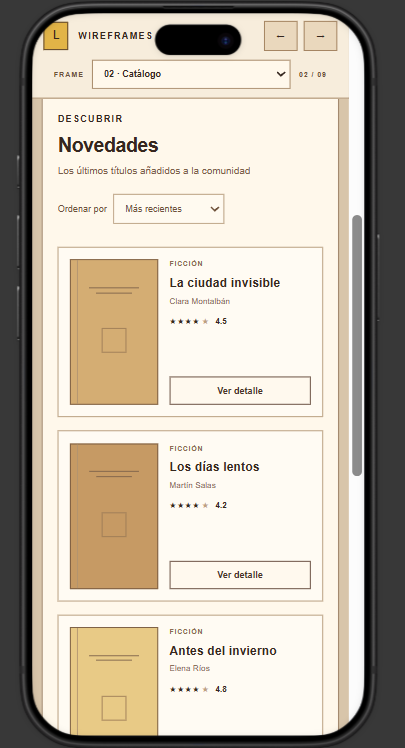 L WIREFRAMES ← →
FRAME 02 · Catálogo 02 / 09
DESCUBRIR
Novedades
Los últimos títulos añadidos a la comunidad
Ordenar por Más recientes
FICCIÓN
La ciudad invisible
Clara Montalbán
★★★★★ 4.5
Ver detalle
FICCIÓN
Los días lentos
Martín Salas
★★★★★ 4.2
Ver detalle
FICCIÓN
Antes del invierno
Elena Ríos
★★★★★ 4.8